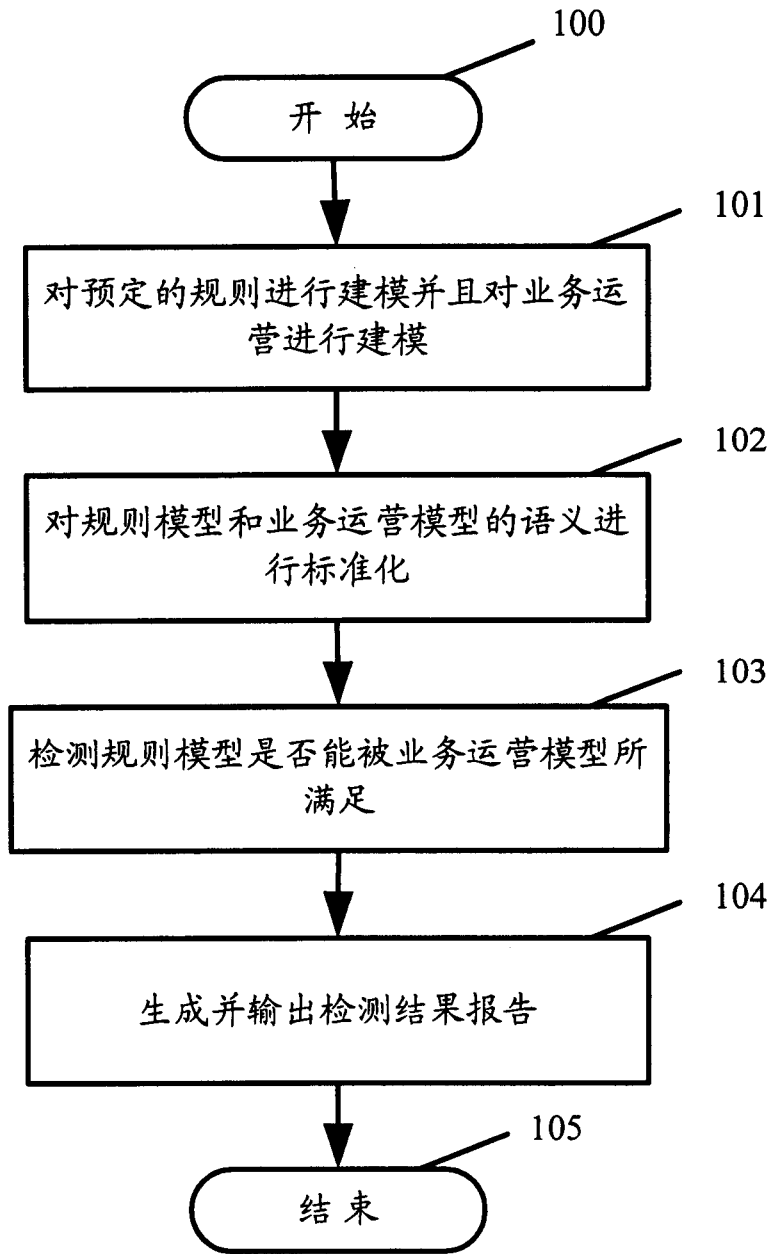 100
开 始
101
对预定的规则进行建模并且对业务运
营进行建模
102
对规则模型和业务运营模型的语义进
行标准化
103
检测规则模型是否能被业务运营模型所
满足
104
生成并输出检测结果报告
105
结 束